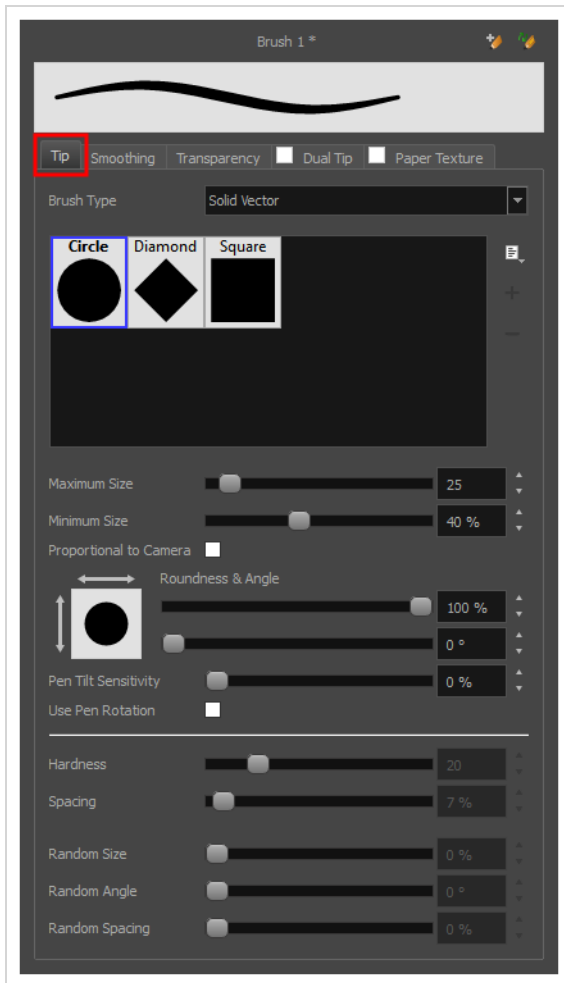 Brush 1 *
Tip Smoothing Transparency Dual Tip Paper Texture
Brush Type Solid Vector
Circle Diamond Square
Maximum Size 25
Minimum Size 40 %
Proportional to Camera
Roundness & Angle
100 %
0 °
Pen Tilt Sensitivity 0 %
Use Pen Rotation
Hardness 20
Spacing 7 %
Random Size 0 %
Random Angle 0 °
Random Spacing 0 %